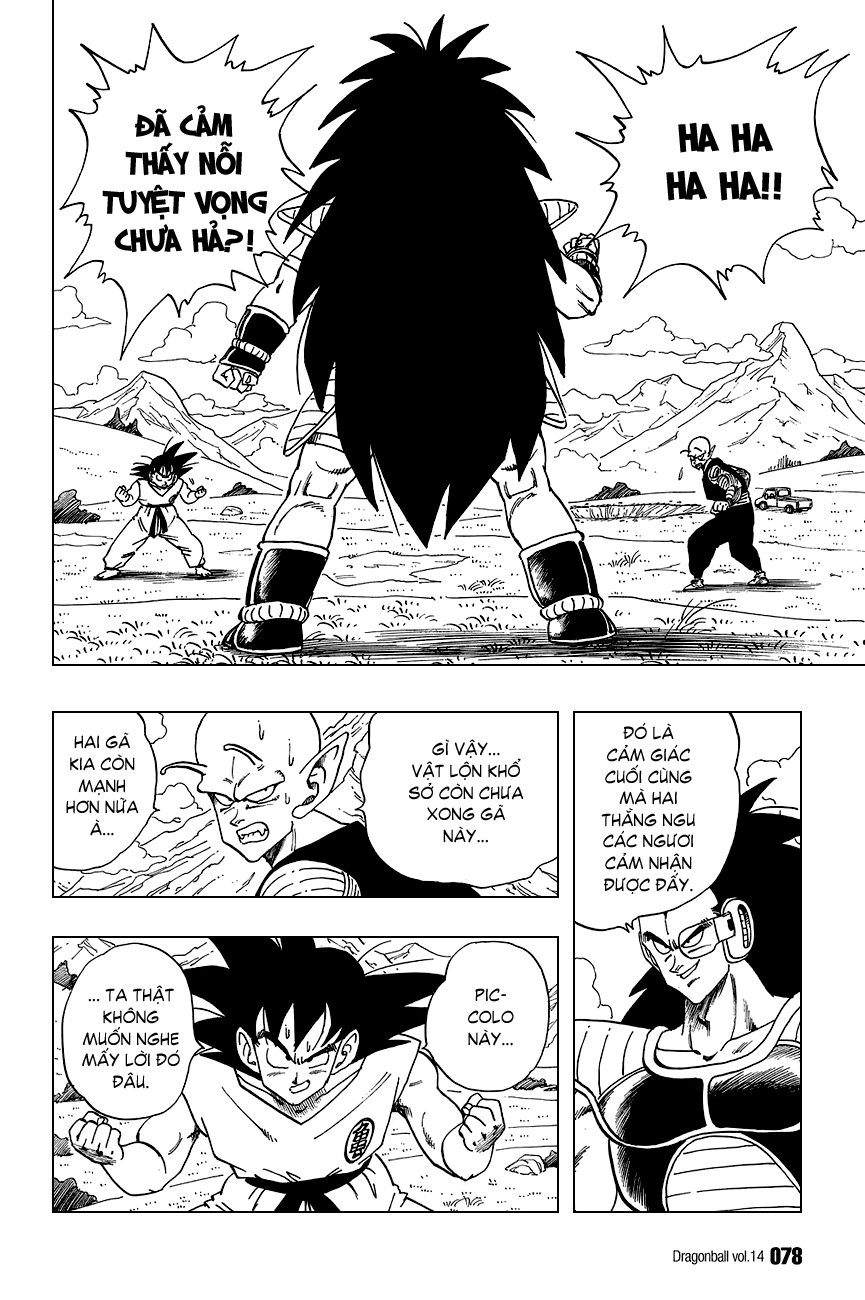 HA HA
HA HA!!
ĐÃ CẢM
THẤY NỖI
TUYỆT VỌNG
CHƯA HẢ?!
ĐÓ LÀ
CẢM GIÁC
CUỐI CÙNG
MÀ HAI
THẰNG NGU
CÁC NGƯƠI
CẢM NHẬN
ĐƯỢC ĐẤY.
GÌ VẬY...
VẬT LỘN KHỔ
SỞ CÒN CHƯA
XONG GÃ
NÀY...
HAI GÃ
KIA CÒN
MẠNH
HƠN NỮA
À...
PIC-
COLO
NÀY...
... TA THẬT
KHÔNG
MUỐN NGHE
MẤY LỜI ĐÓ
ĐÂU.
亀
Dragonball vol.14 078